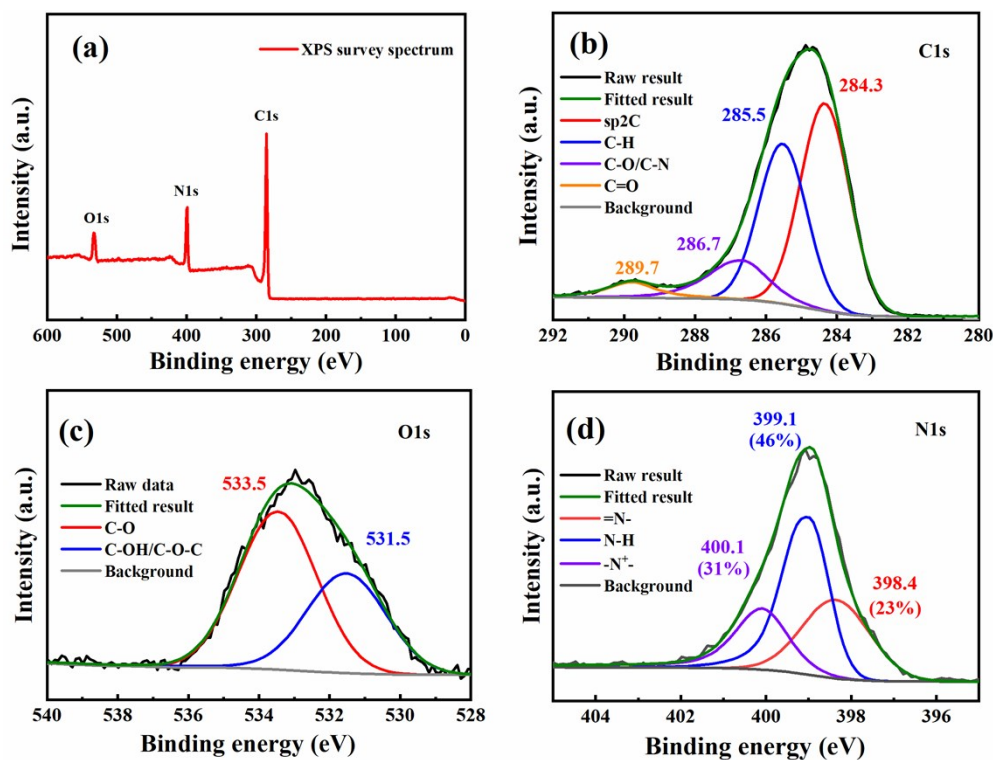 (a)
XPS survey spectrum
C1s
N1s
O1s
Intensity (a.u.)
600 500 400 300 200 100 0
Binding energy (eV)
(b)
C1s
Raw result
Fitted result
sp2C
C-H
C-O/C-N
C=O
Background
284.3
285.5
286.7
289.7
Intensity (a.u.)
292 290 288 286 284 282 280
Binding energy (eV)
(c)
O1s
Raw data
Fitted result
C-O
C-OH/C-O-C
Background
533.5
531.5
Intensity (a.u.)
540 538 536 534 532 530 528
Binding energy (eV)
(d)
N1s
Raw result
Fitted result
=N-
N-H
-N⁺-
Background
399.1
(46%)
400.1
(31%)
398.4
(23%)
Intensity (a.u.)
404 402 400 398 396
Binding energy (eV)